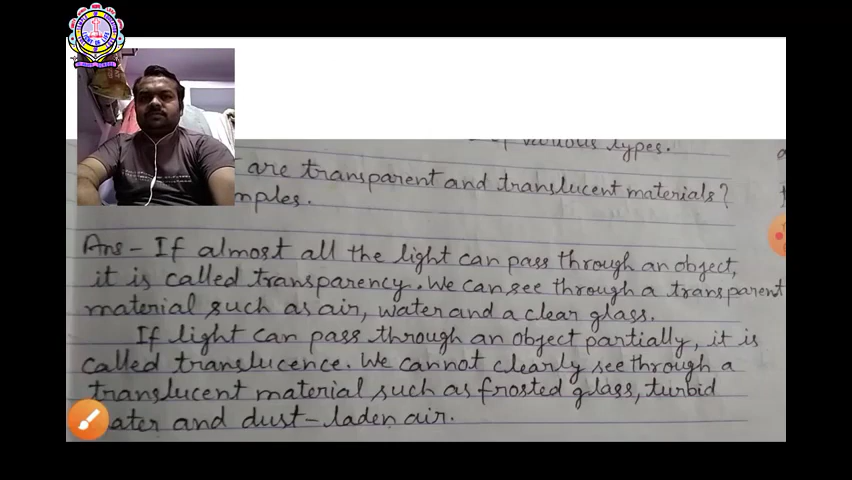 of various types.
are transparent and translucent materials?
mples.
Ans - If almost all the light can pass through an object,
it is called transparency. We can see through a transparent
material such as air, water and a clear glass.
If light can pass through an object partially, it is
called translucence. We cannot clearly see through a
translucent material such as frosted glass, turbid
ater and dust-laden air.